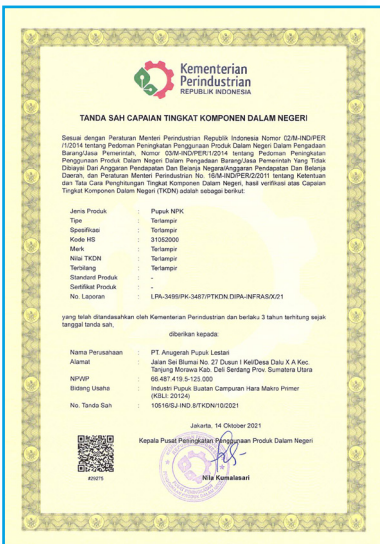 Kementerian
Perindustrian
REPUBLIK INDONESIA
TANDA SAH CAPAIAN TINGKAT KOMPONEN DALAM NEGERI
Sesuai dengan Peraturan Menteri Perindustrian Republik Indonesia Nomor 02/M-IND/PER
/1/2014 tentang Pedoman Peningkatan Penggunaan Produk Dalam Negeri Dalam Pengadaan
Barang/Jasa Pemerintah, Nomor 03/M-IND/PER/1/2014 tentang Pedoman Peningkatan
Penggunaan Produk Dalam Negeri Dalam Pengadaan Barang/Jasa Pemerintah Yang Tidak
Dibiayai Dari Anggaran Pendapatan Dan Belanja Negara/Anggaran Pendapatan Dan Belanja
Daerah, dan Peraturan Menteri Perindustrian No. 16/M-IND/PER/2/2011 tentang Ketentuan
dan Tata Cara Penghitungan Tingkat Komponen Dalam Negeri, hasil verifikasi atas Capaian
Tingkat Komponen Dalam Negeri (TKDN) adalah sebagai berikut:
Jenis Produk : Pupuk NPK
Tipe : Terlampir
Spesifikasi : Terlampir
Kode HS : 31052000
Merk : Terlampir
Nilai TKDN : Terlampir
Terbilang : Terlampir
Standard Produk : -
Sertifikat Produk : -
No. Laporan : LPA-3499/PK-3487/PTKDN.DIPA-INFRAS/X/21
yang telah ditandasahkan oleh Kementerian Perindustrian dan berlaku 3 tahun terhitung sejak
tanggal tanda sah,
diberikan kepada:
Nama Perusahaan : PT. Anugerah Pupuk Lestari
Alamat : Jalan Sei Blumai No. 27 Dusun I Kel/Desa Dalu X A Kec.
Tanjung Morawa Kab. Deli Serdang Prov. Sumatera Utara
NPWP : 66.487.419.5-125.000
Bidang Usaha : Industri Pupuk Buatan Campuran Hara Makro Primer
(KBLI: 20124)
No. Tanda Sah : 10616/SJ-IND.8/TKDN/10/2021
Jakarta, 14 Oktober 2021
Kepala Pusat Peningkatan Penggunaan Produk Dalam Negeri
#29275
Nila Kumalasari